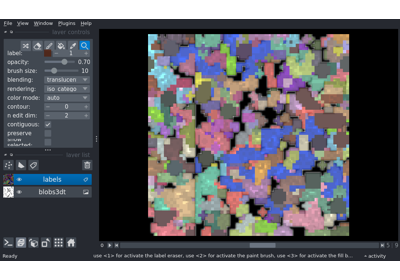 File View Window Plugins Help
layer controls
label: 1
opacity: 0.70
brush size: 10
blending: translucen
rendering: iso_catego
color mode: auto
contour: 0
n edit dim: 2
contiguous:
preserve
show
selected:
layer list
labels
blobs3dt
Ready
use <1> for activate the label eraser, use <2> for activate the paint brush, use <3> for activate the fill b...
activity